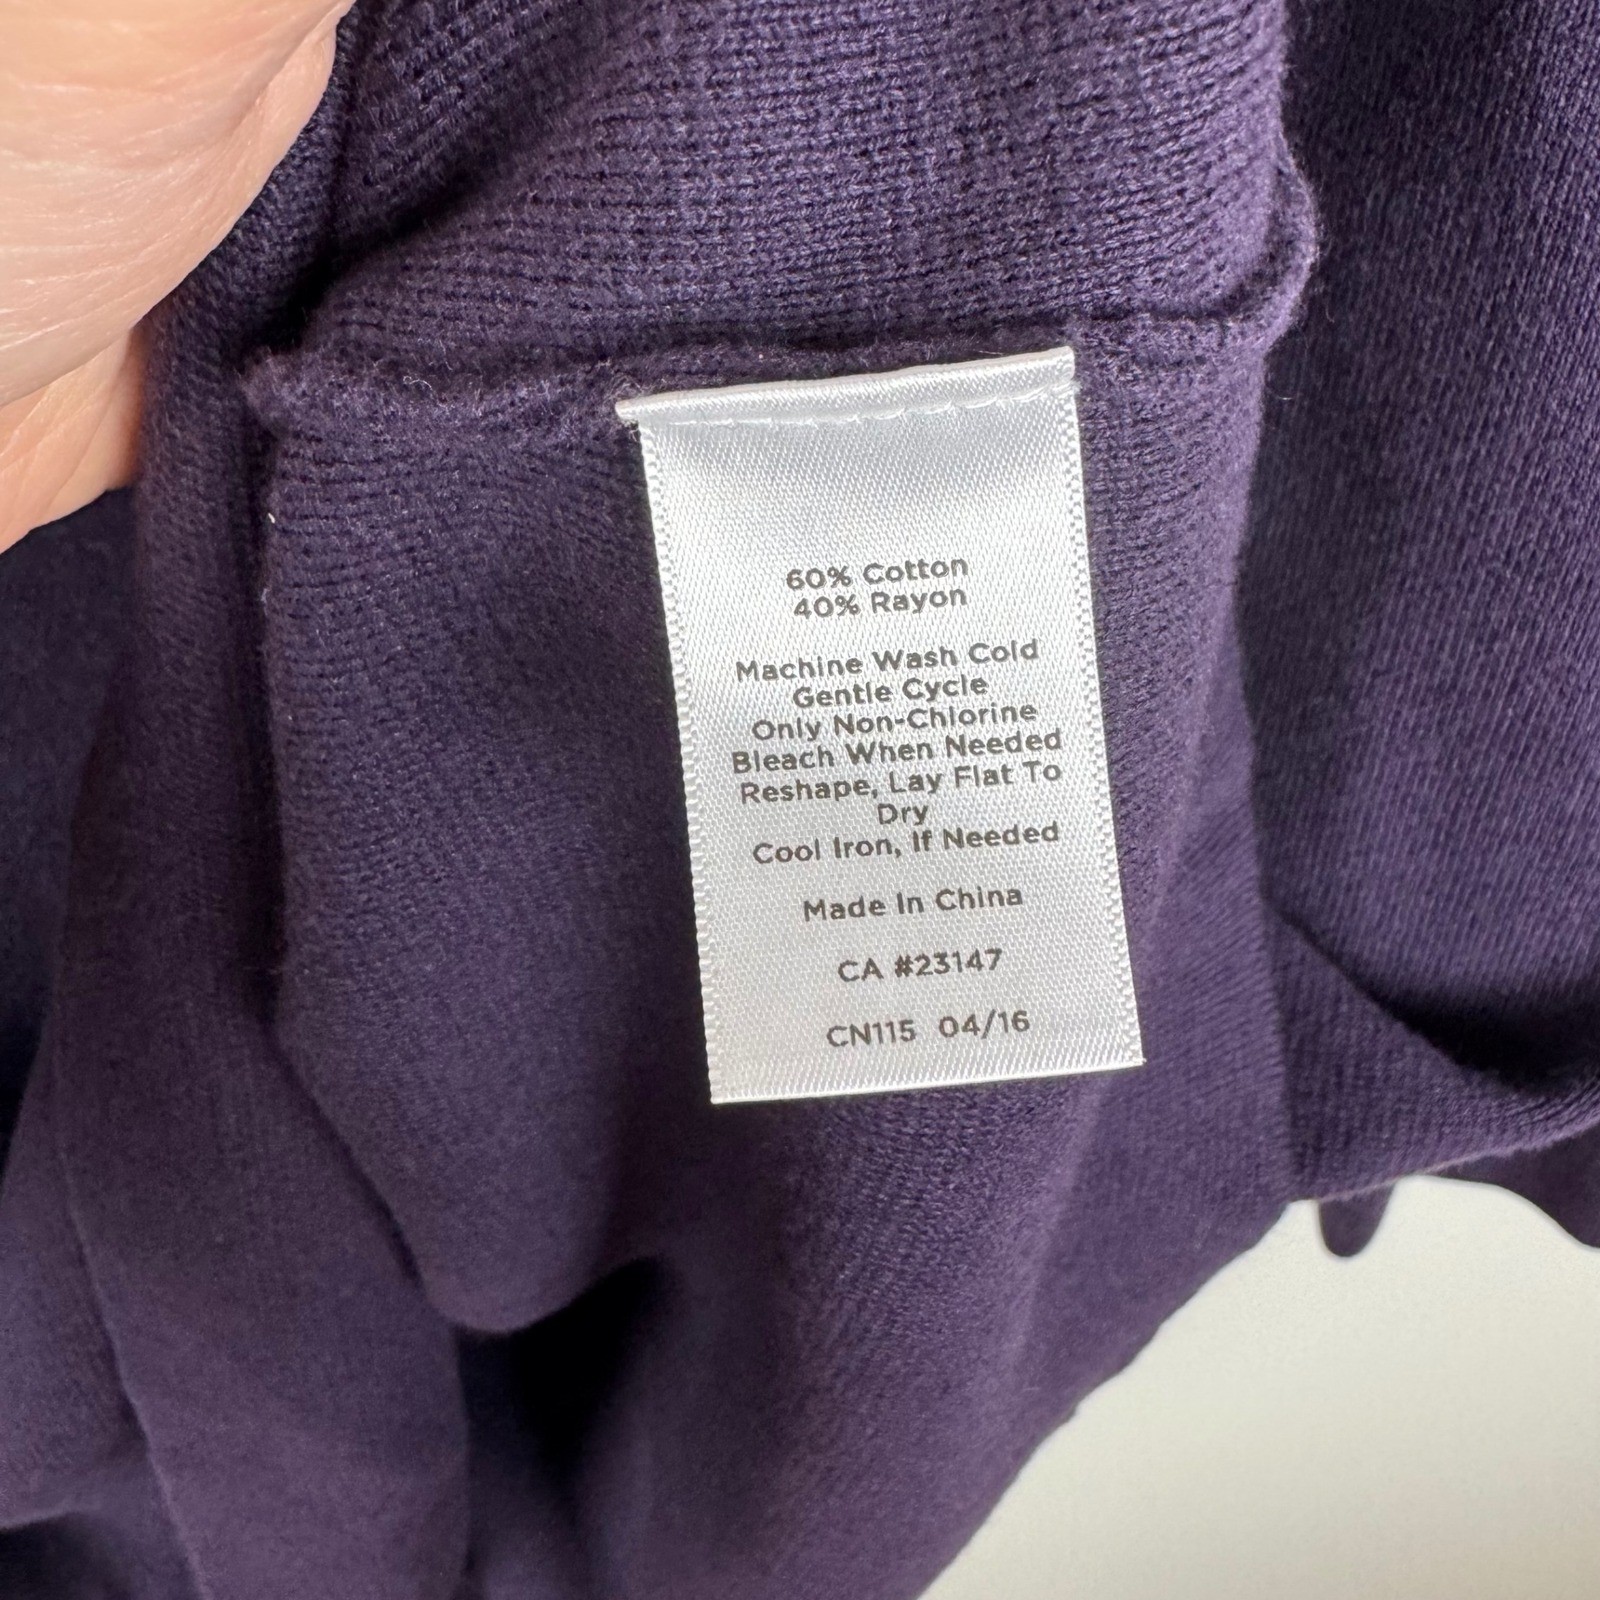 60% Cotton
40% Rayon
Machine Wash Cold
Gentle Cycle
Only Non-Chlorine
Bleach When Needed
Reshape, Lay Flat To
Dry
Cool Iron, If Needed
Made In China
CA #23147
CN115 04/16